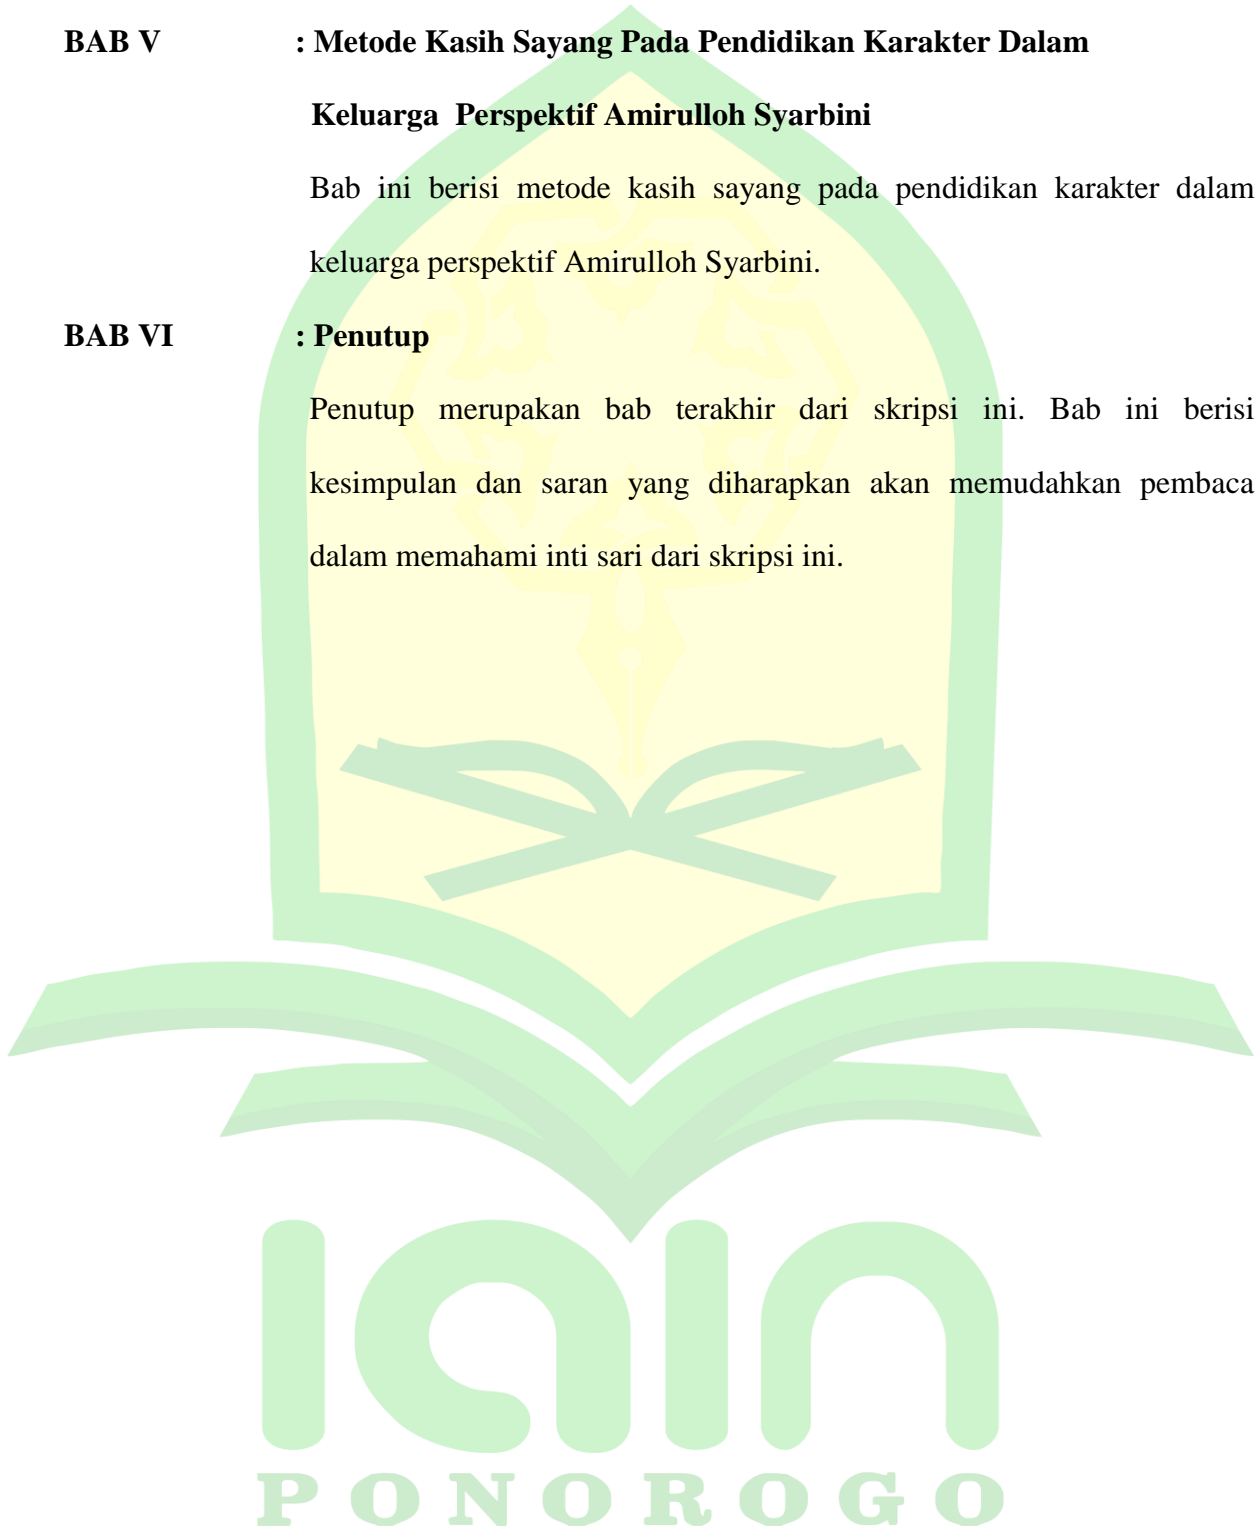 BAB V : Metode Kasih Sayang Pada Pendidikan Karakter Dalam
Keluarga Perspektif Amirulloh Syarbini
Bab ini berisi metode kasih sayang pada pendidikan karakter dalam
keluarga perspektif Amirulloh Syarbini.
BAB VI : Penutup
Penutup merupakan bab terakhir dari skripsi ini. Bab ini berisi
kesimpulan dan saran yang diharapkan akan memudahkan pembaca
dalam memahami inti sari dari skripsi ini.
IAIN
PONOROGO